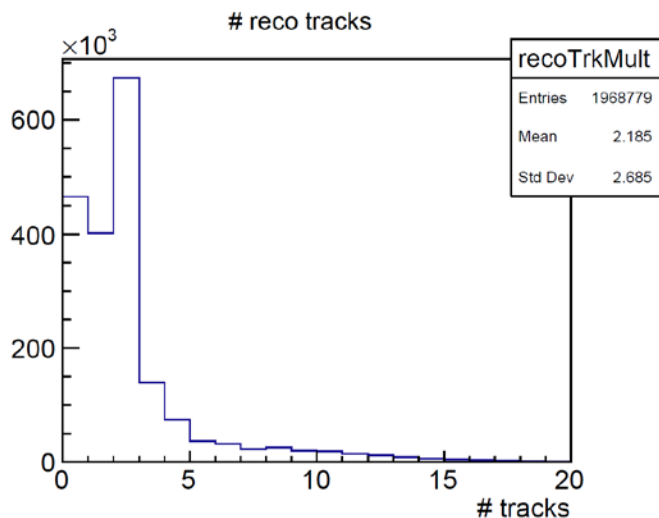 # reco tracks
×10³
recoTrkMult
Entries 1968779
Mean 2.185
Std Dev 2.685
600
400
200
0
0 5 10 15 20
# tracks